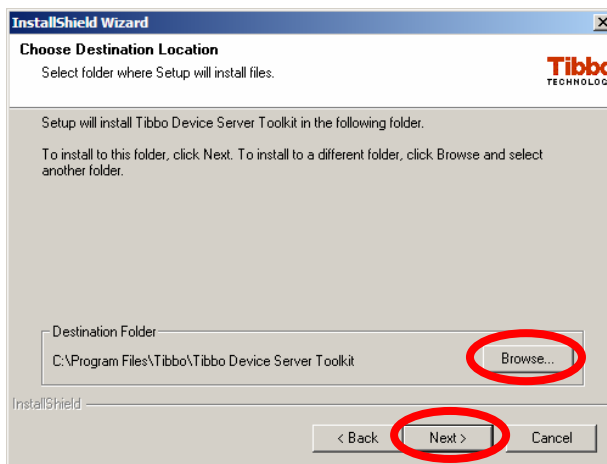 InstallShield Wizard
Choose Destination Location
Select folder where Setup will install files.
Tibbo
TECHNOLOG
Setup will install Tibbo Device Server Toolkit in the following folder.
To install to this folder, click Next. To install to a different folder, click Browse and select
another folder.
Destination Folder
C:\Program Files\Tibbo\Tibbo Device Server Toolkit
Browse...
InstallShield
< Back
Next >
Cancel